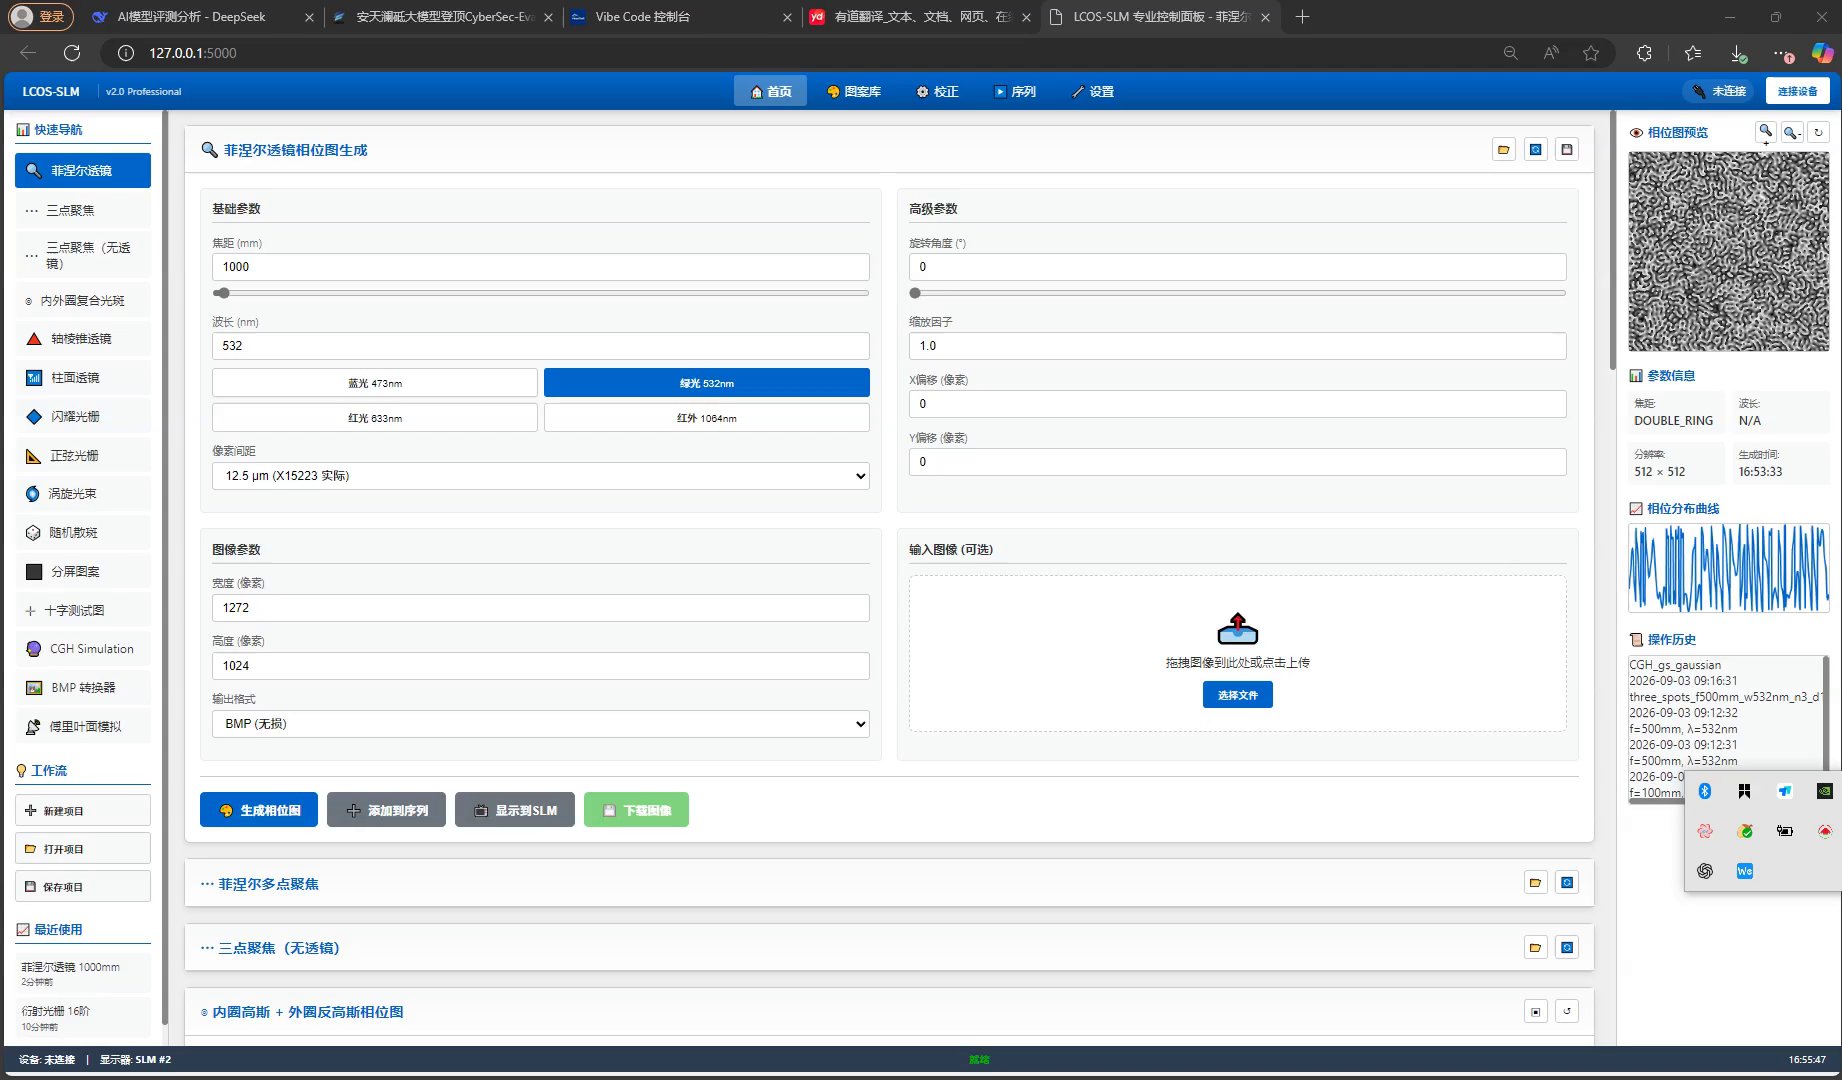 登录
AI模型评测分析 - DeepSeek
安天澜砥大模型登顶CyberSec-Eva
Vibe Code 控制台
有道翻译_文本、文档、网页、在
LCOS-SLM 专业控制面板 - 菲涅尔
127.0.0.1:5000
LCOS-SLM
v2.0 Professional
首页
图案库
校正
序列
设置
未连接
连接设备
快速导航
菲涅尔透镜
三点聚焦
三点聚焦（无透
镜）
内外圈复合光斑
轴棱锥透镜
柱面透镜
闪耀光栅
正弦光栅
涡旋光束
随机散斑
分屏图案
十字测试图
CGH Simulation
BMP 转换器
傅里叶面模拟
工作流
新建项目
打开项目
保存项目
最近使用
菲涅尔透镜 1000mm
2分钟前
衍射光栅 16阶
10分钟前
菲涅尔透镜相位图生成
基础参数
焦距 (mm)
1000
波长 (nm)
532
蓝光 473nm
绿光 532nm
红光 633nm
红外 1064nm
像素间距
12.5 μm (X15223 实际)
高级参数
旋转角度 (°)
0
缩放因子
1.0
X偏移 (像素)
0
Y偏移 (像素)
0
图像参数
宽度 (像素)
1272
高度 (像素)
1024
输出格式
BMP (无损)
输入图像 (可选)
拖拽图像到此处或点击上传
选择文件
生成相位图
添加到序列
显示到SLM
下载图像
菲涅尔多点聚焦
三点聚焦（无透镜）
内圈高斯 + 外圈反高斯相位图
相位图预览
参数信息
焦距:
DOUBLE_RING
波长:
N/A
分辨率:
512 × 512
生成时间:
16:53:33
相位分布曲线
操作历史
CGH_gs_gaussian
2026-09-03 09:16:31
three_spots_f500mm_w532nm_n3_d
2026-09-03 09:12:32
f=500mm, λ=532nm
2026-09-03 09:12:31
f=500mm, λ=532nm
2026-09-0
f=100mm,
We
设备: 未连接 | 显示器: SLM #2
就绪
16:55:47